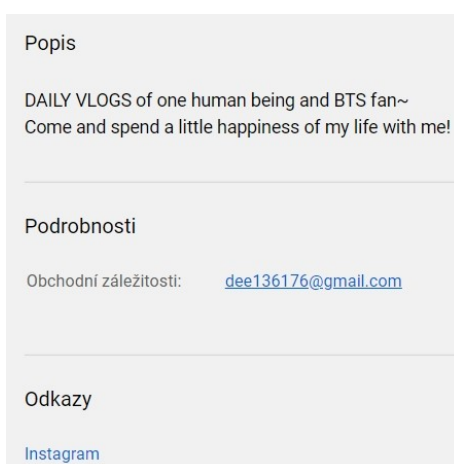 Popis
DAILY VLOGS of one human being and BTS fan~
Come and spend a little happiness of my life with me!
Podrobnosti
Obchodní záležitosti: dee136176@gmail.com
Odkazy
Instagram